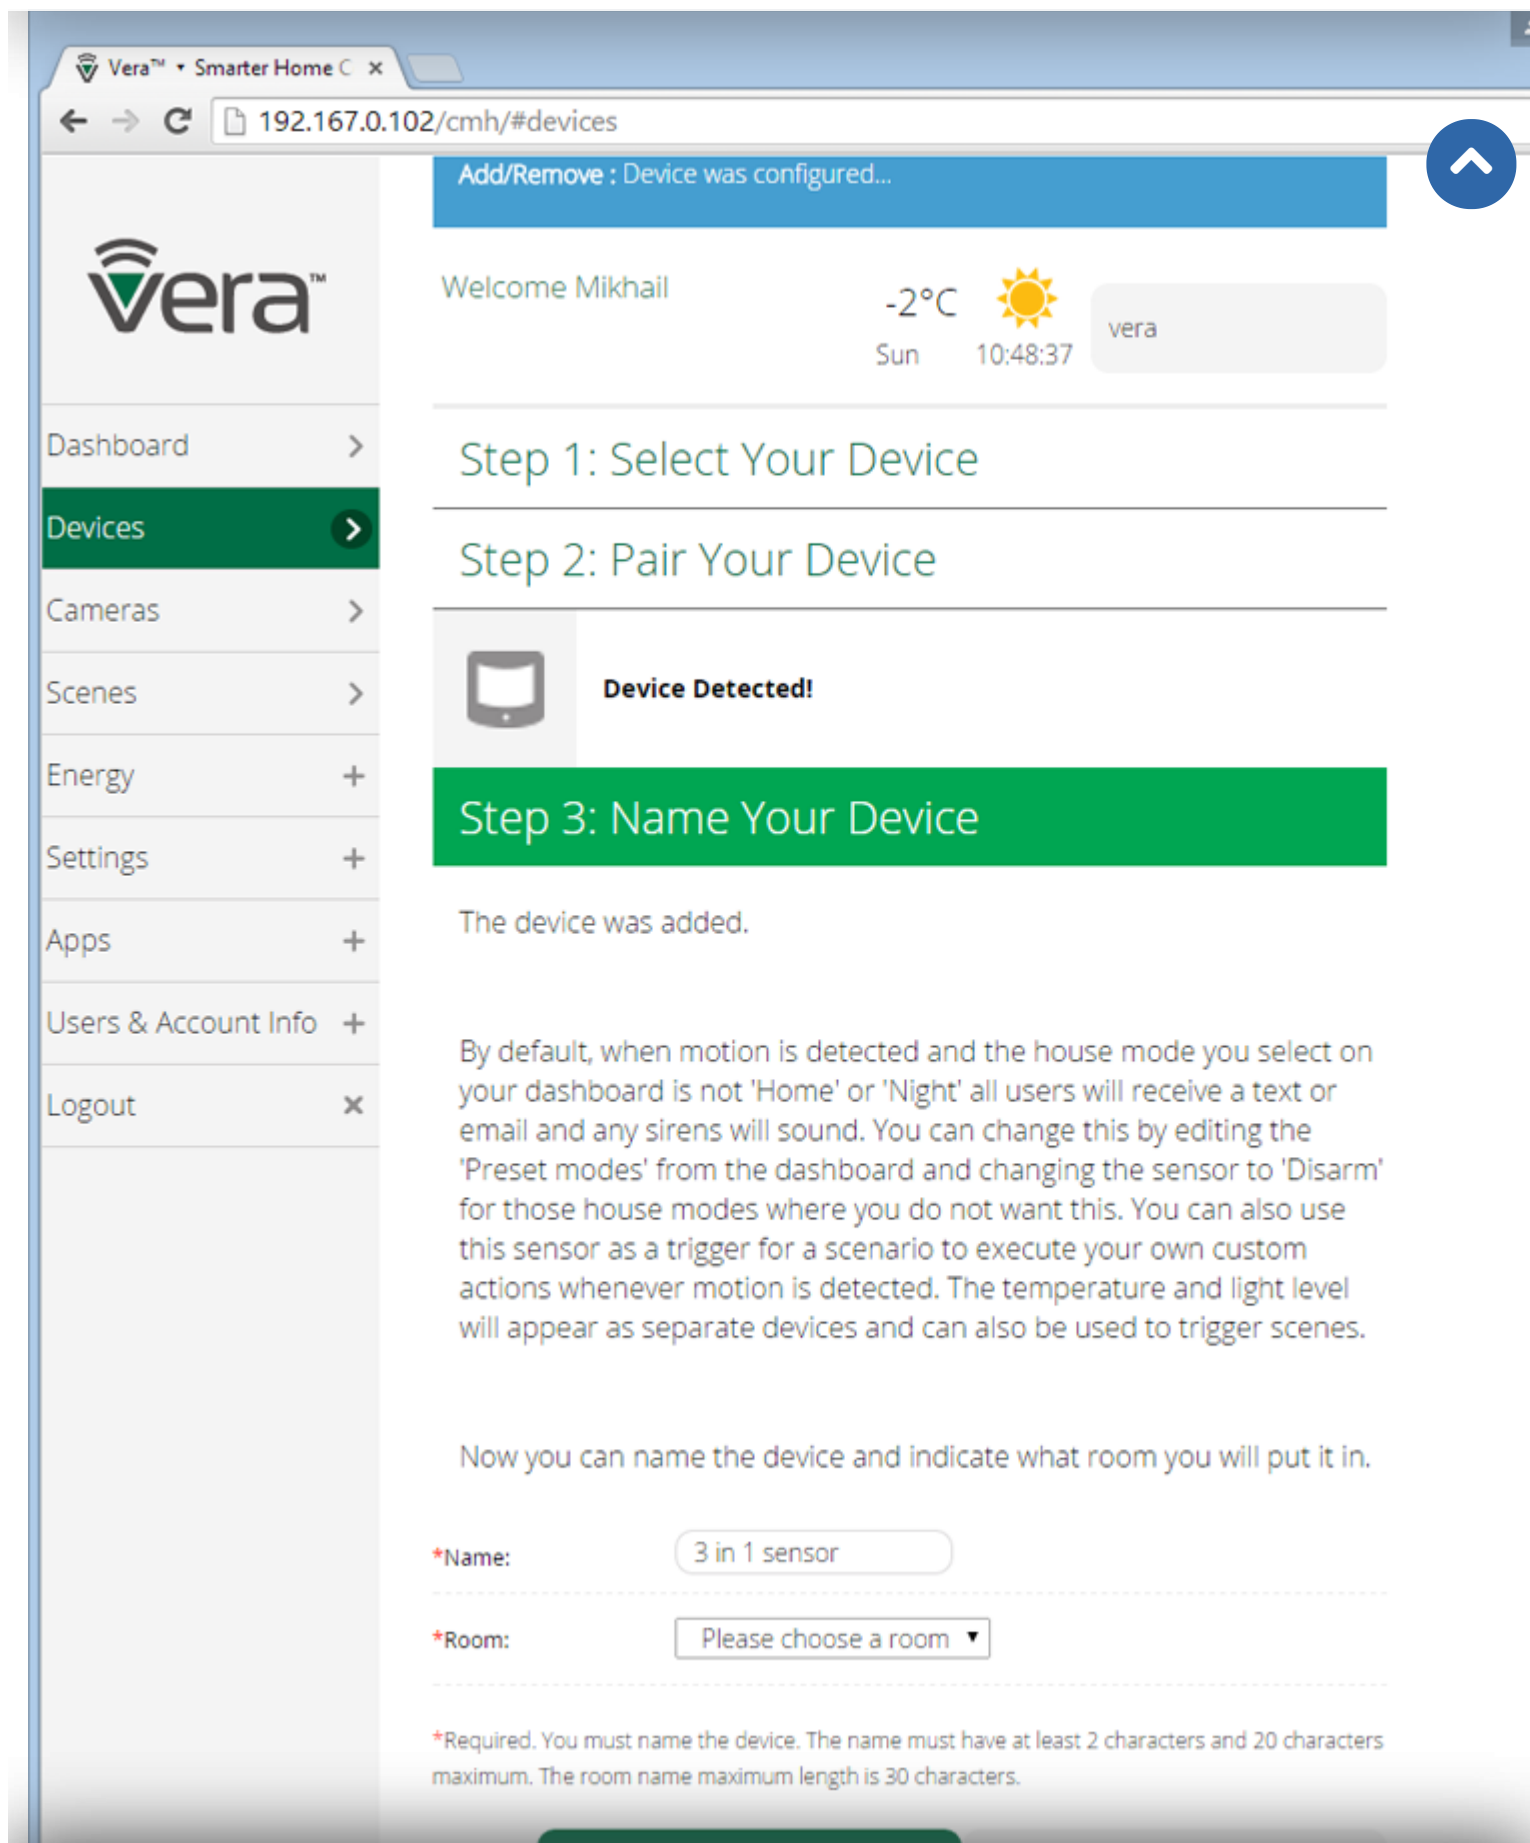 Vera™ • Smarter Home C
192.167.0.102/cmh/#devices
Add/Remove : Device was configured...
vera™
Welcome Mikhail
-2°C
Sun
10:48:37
vera
Dashboard
Devices
Cameras
Scenes
Energy
Settings
Apps
Users & Account Info
Logout
Step 1: Select Your Device
Step 2: Pair Your Device
Device Detected!
Step 3: Name Your Device
The device was added.
By default, when motion is detected and the house mode you select on
your dashboard is not 'Home' or 'Night' all users will receive a text or
email and any sirens will sound. You can change this by editing the
'Preset modes' from the dashboard and changing the sensor to 'Disarm'
for those house modes where you do not want this. You can also use
this sensor as a trigger for a scenario to execute your own custom
actions whenever motion is detected. The temperature and light level
will appear as separate devices and can also be used to trigger scenes.
Now you can name the device and indicate what room you will put it in.
*Name: 3 in 1 sensor
*Room: Please choose a room
*Required. You must name the device. The name must have at least 2 characters and 20 characters
maximum. The room name maximum length is 30 characters.